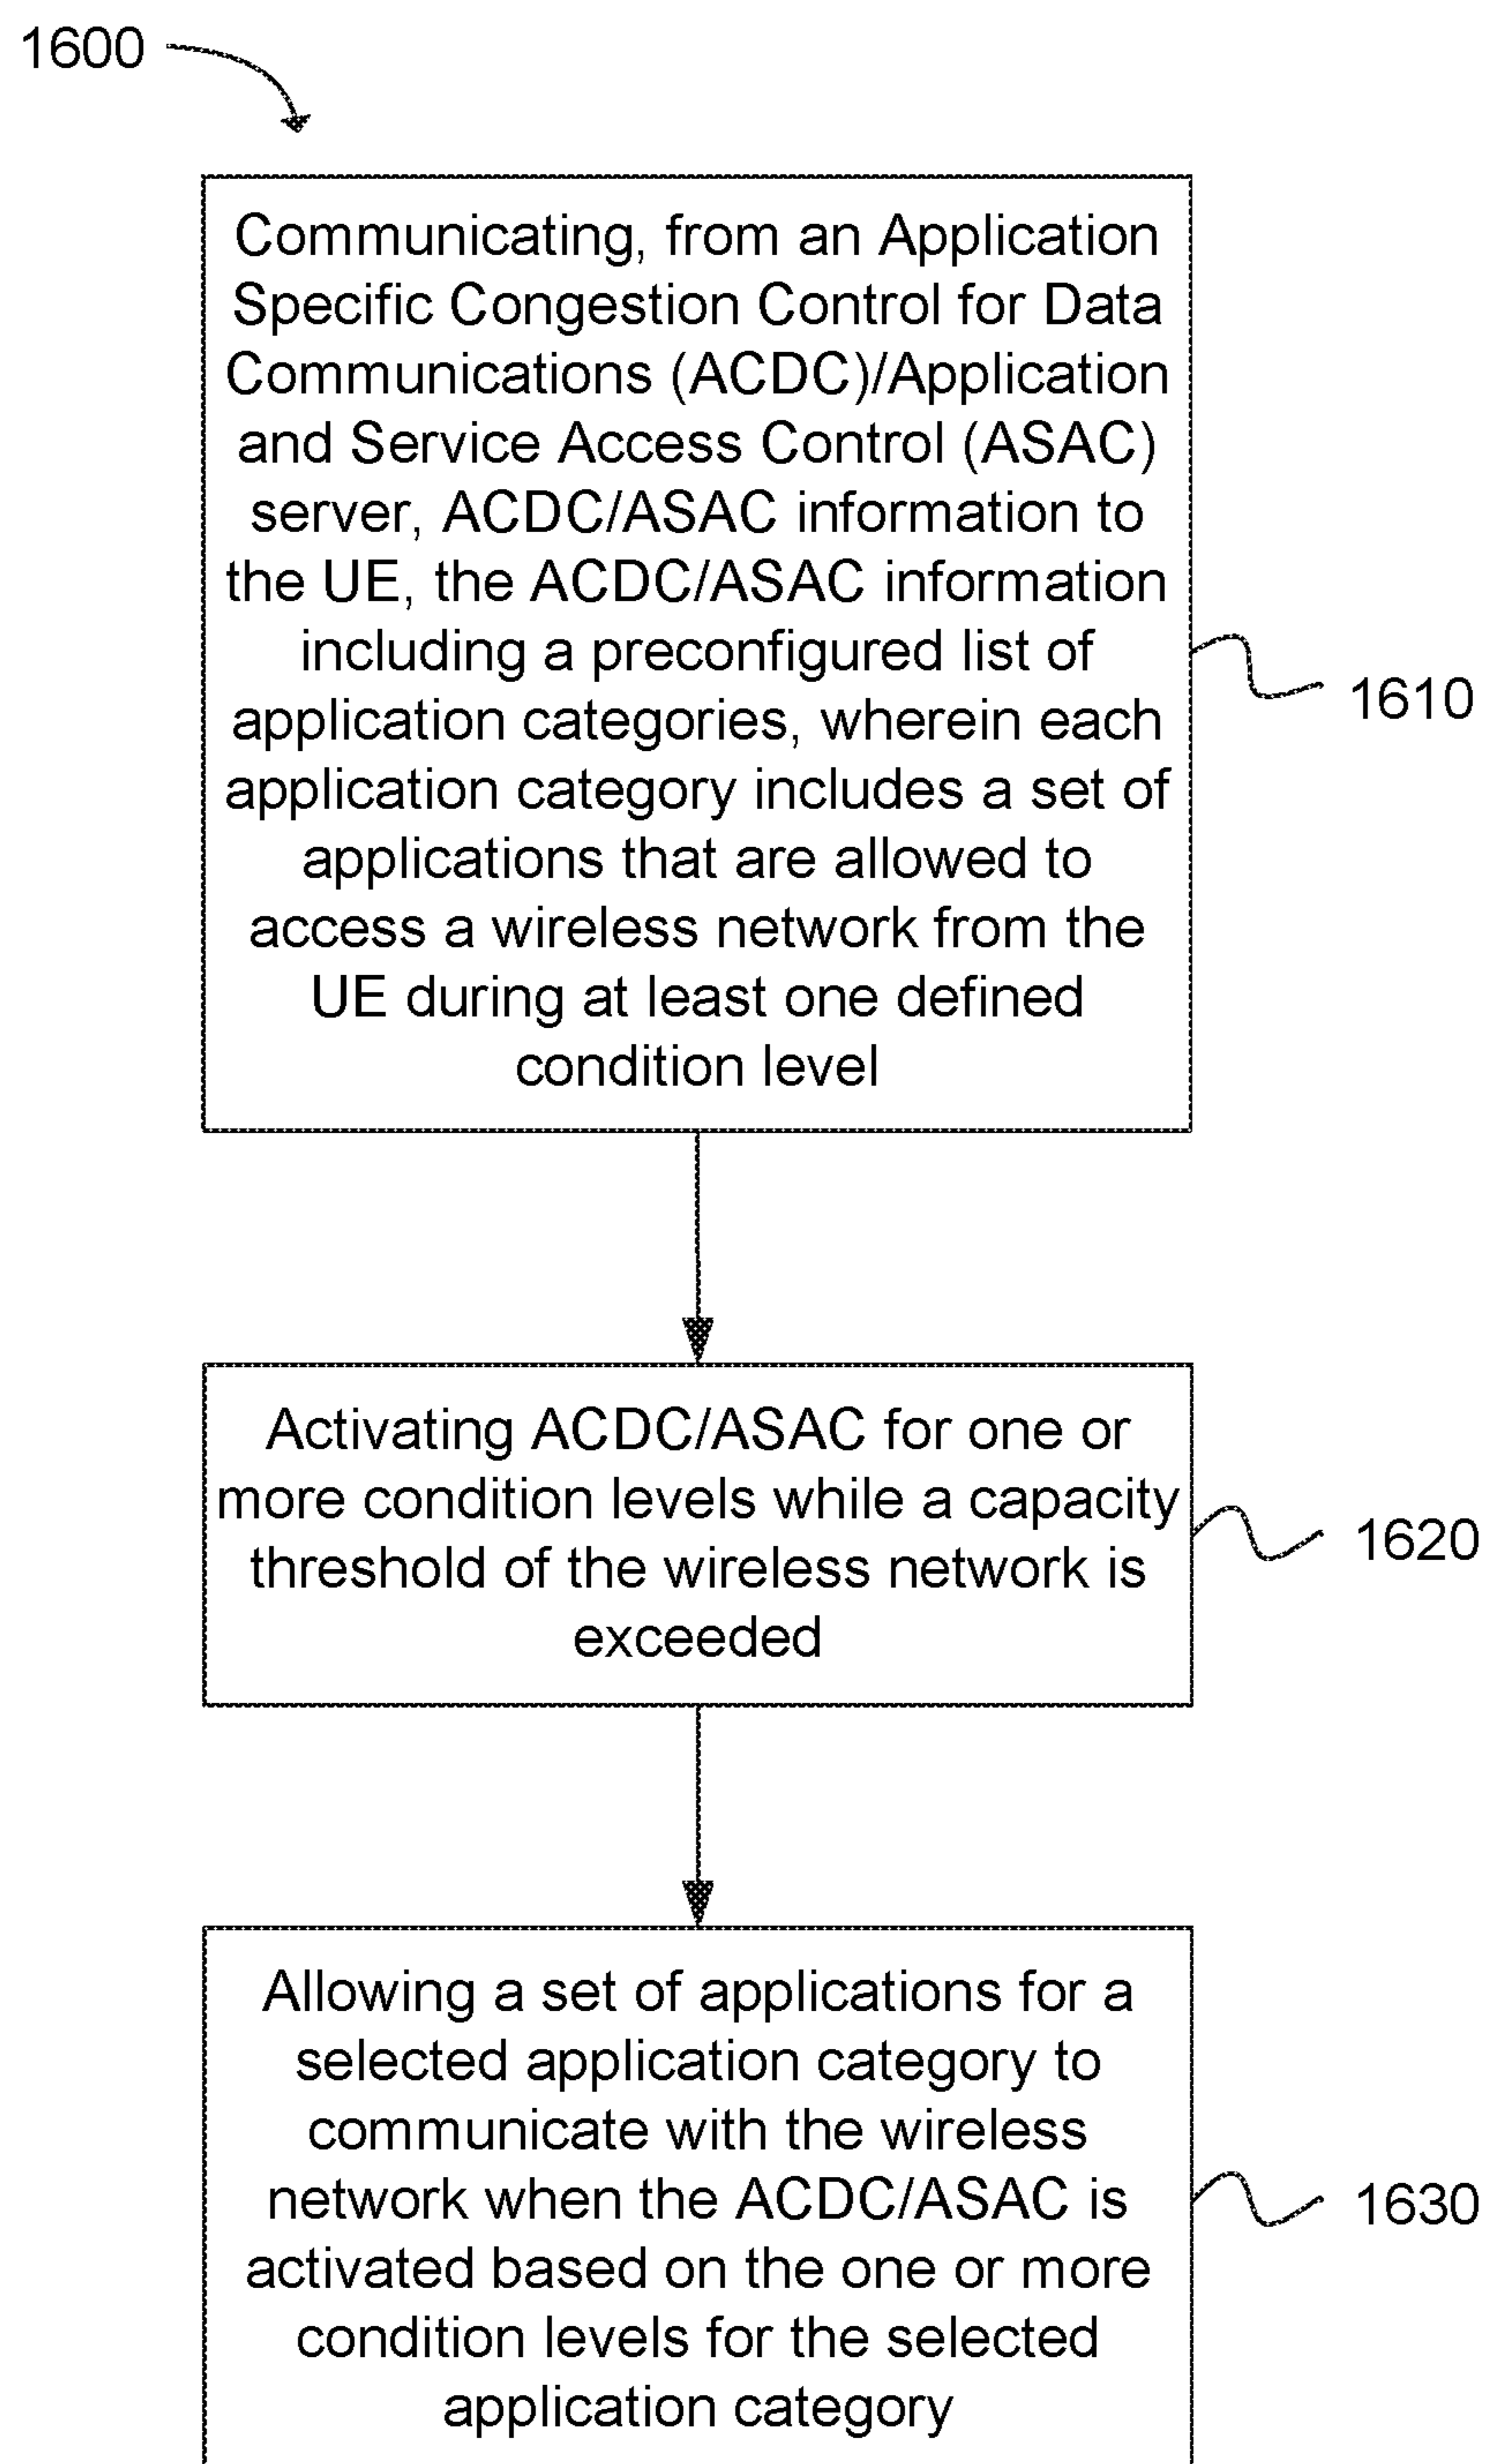 1600
Communicating, from an Application
Specific Congestion Control for Data
Communications (ACDC)/Application
and Service Access Control (ASAC)
server, ACDC/ASAC information to
the UE, the ACDC/ASAC information
including a preconfigured list of
application categories, wherein each
application category includes a set of
applications that are allowed to
access a wireless network from the
UE during at least one defined
condition level
1610
Activating ACDC/ASAC for one or
more condition levels while a capacity
threshold of the wireless network is
exceeded
1620
Allowing a set of applications for a
selected application category to
communicate with the wireless
network when the ACDC/ASAC is
activated based on the one or more
condition levels for the selected
application category
1630